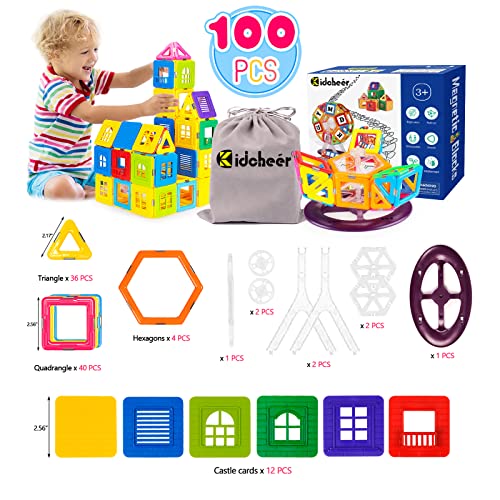 100
PCS
Kidcheer
Kidcheer
3+
Magnetic Blocks
2.17"
Triangle x 36 PCS
2.56"
Quadrangle x 40 PCS
Hexagons x 4 PCS
x 1 PCS
x 2 PCS
x 2 PCS
x 2 PCS
x 1 PCS
2.56"
Castle cards x 12 PCS